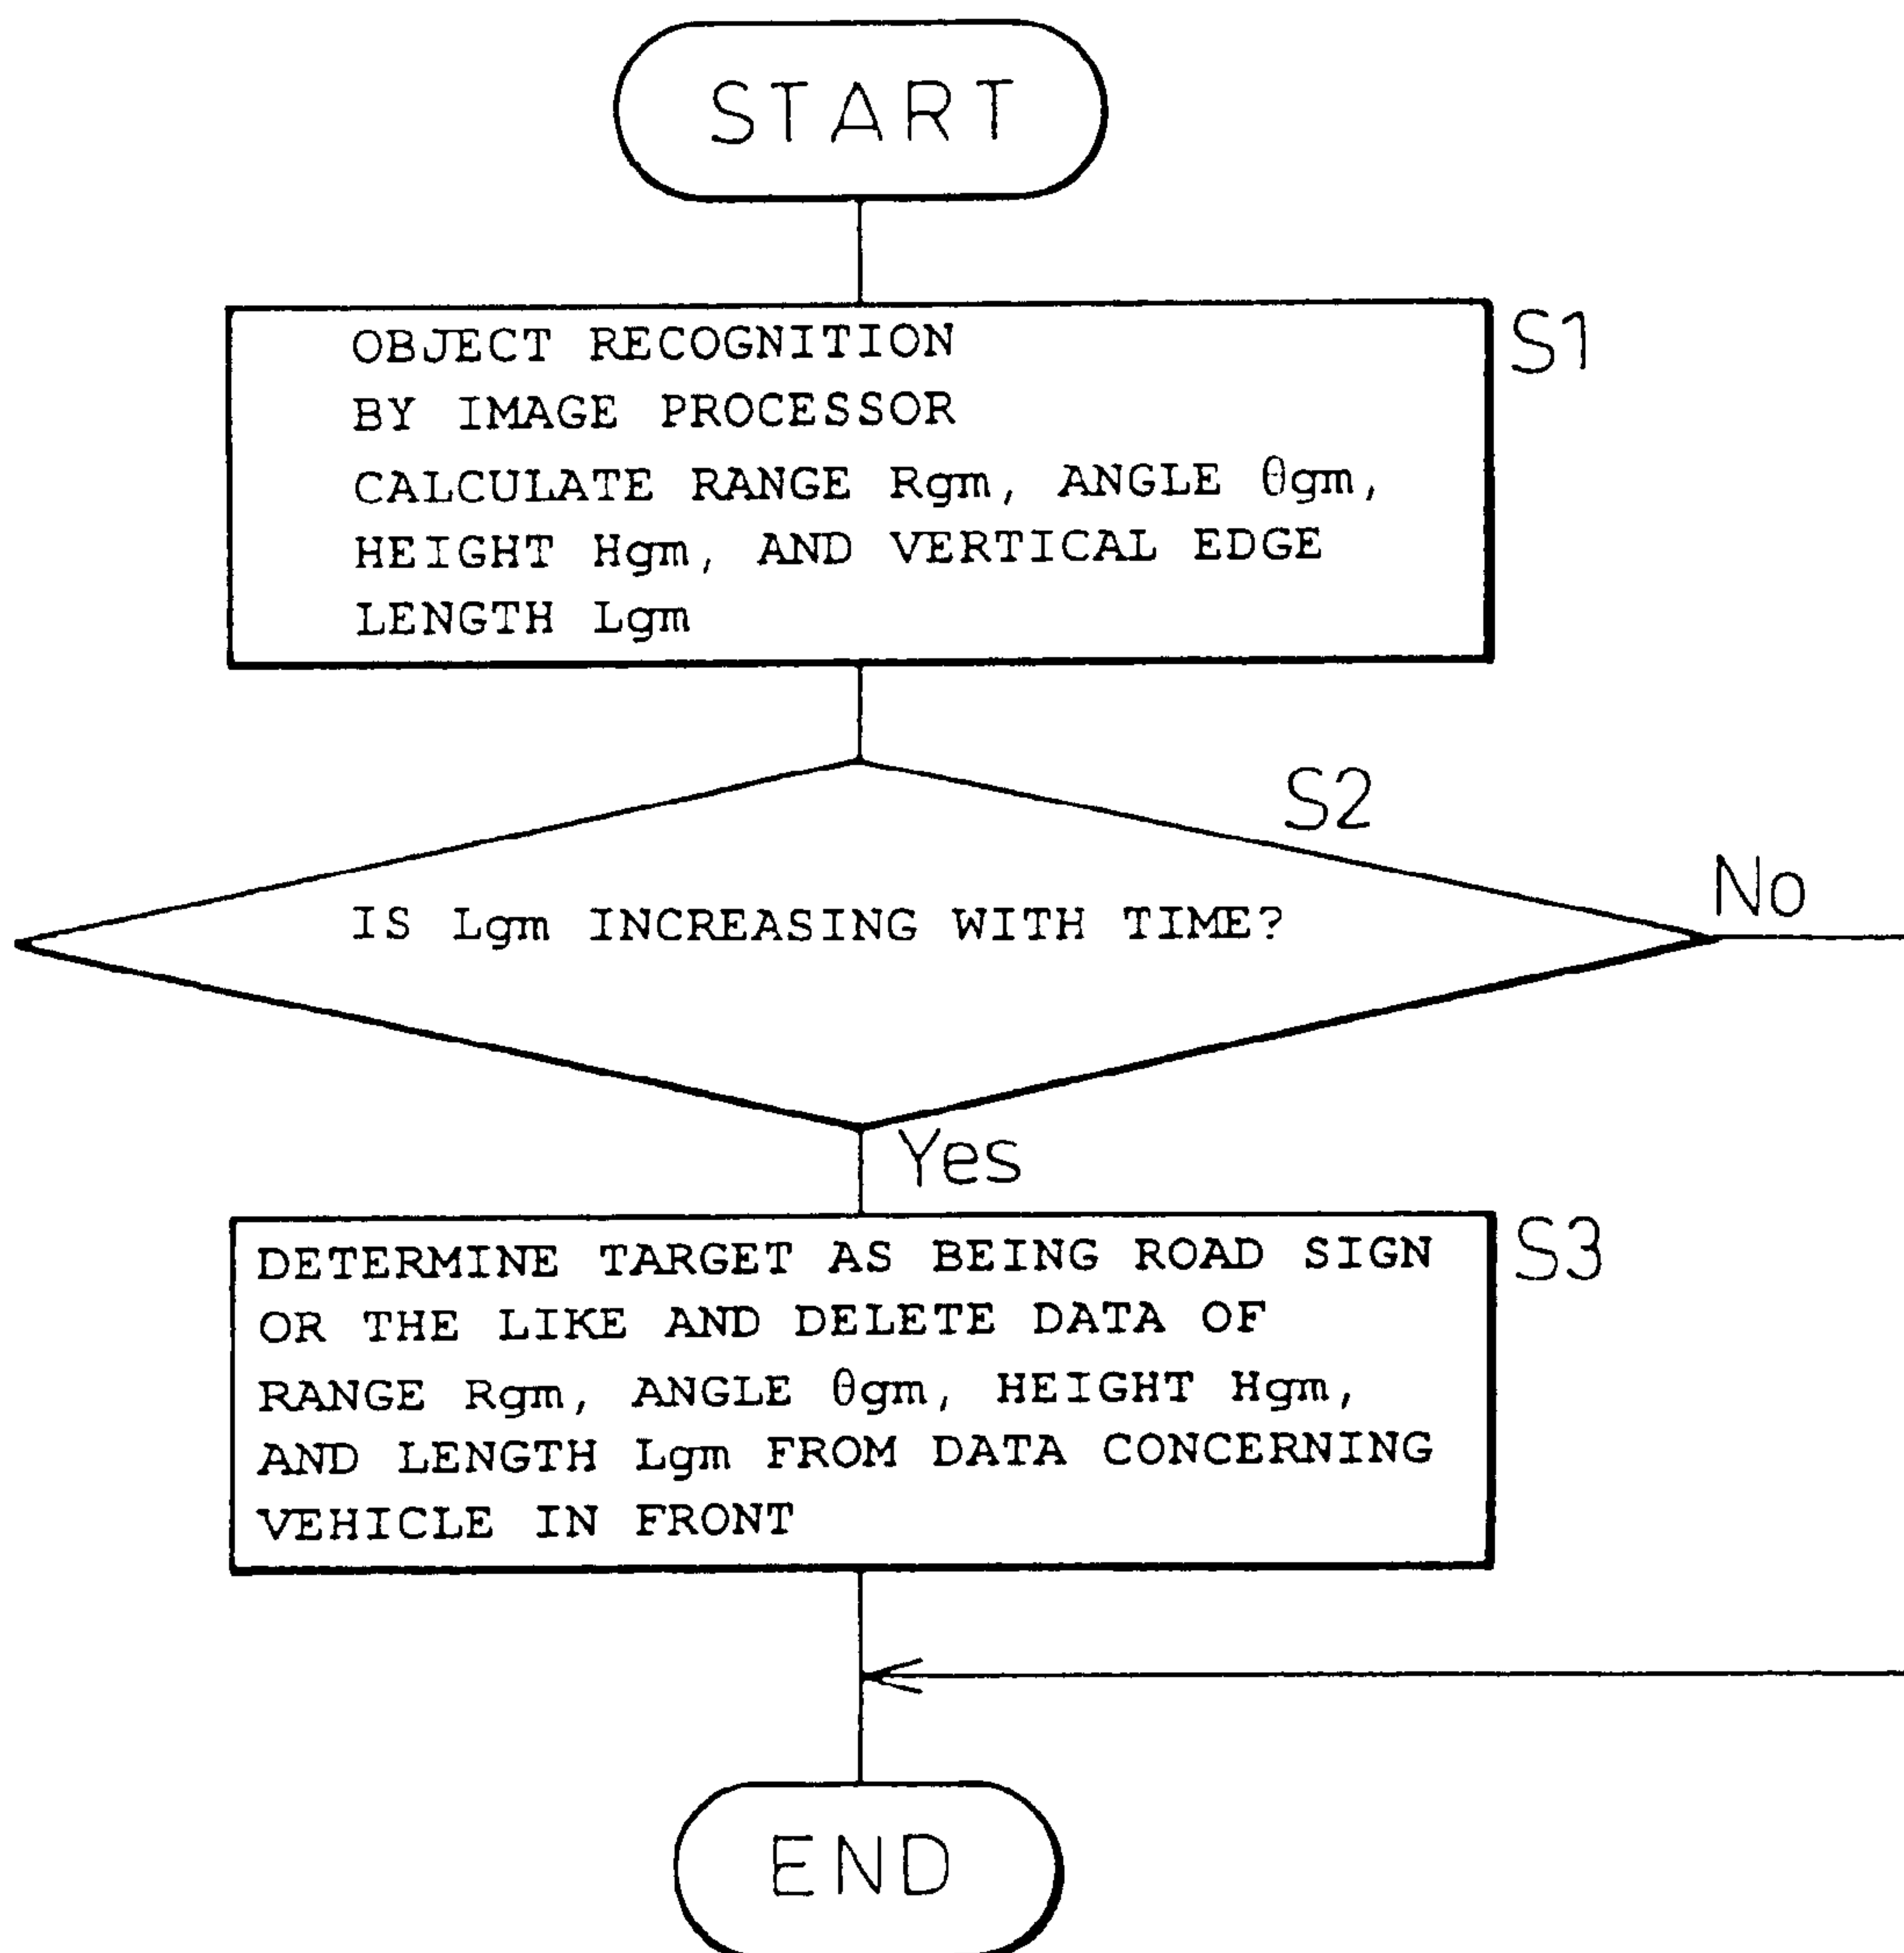 START
OBJECT RECOGNITION
BY IMAGE PROCESSOR
CALCULATE RANGE Rgm, ANGLE θgm,
HEIGHT Hgm, AND VERTICAL EDGE
LENGTH Lgm
S1
S2
IS Lgm INCREASING WITH TIME?
No
Yes
DETERMINE TARGET AS BEING ROAD SIGN
OR THE LIKE AND DELETE DATA OF
RANGE Rgm, ANGLE θgm, HEIGHT Hgm,
AND LENGTH Lgm FROM DATA CONCERNING
VEHICLE IN FRONT
S3
END